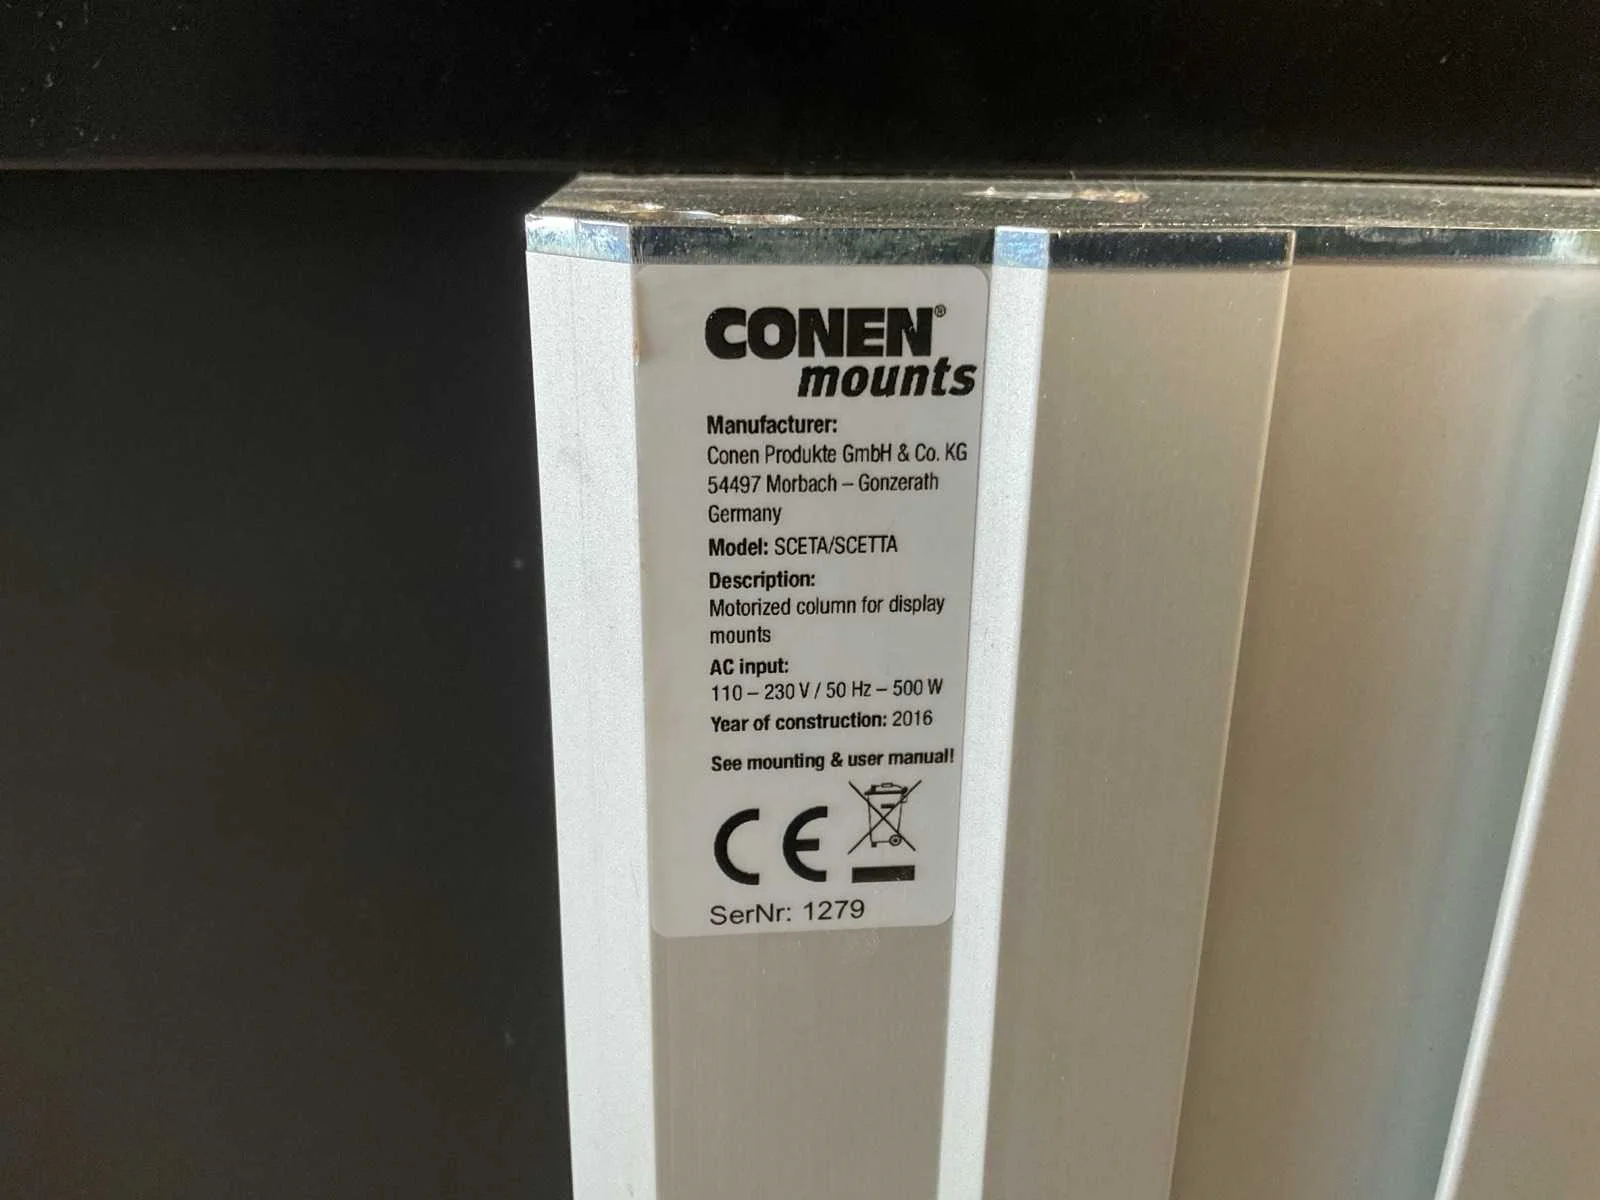 CONEN®
mounts
Manufacturer:
Conen Produkte GmbH & Co. KG
54497 Morbach – Gonzerath
Germany
Model: SCETA/SCETTA
Description:
Motorized column for display
mounts
AC input:
110 – 230 V / 50 Hz – 500 W
Year of construction: 2016
See mounting & user manual!
CE
SerNr: 1279